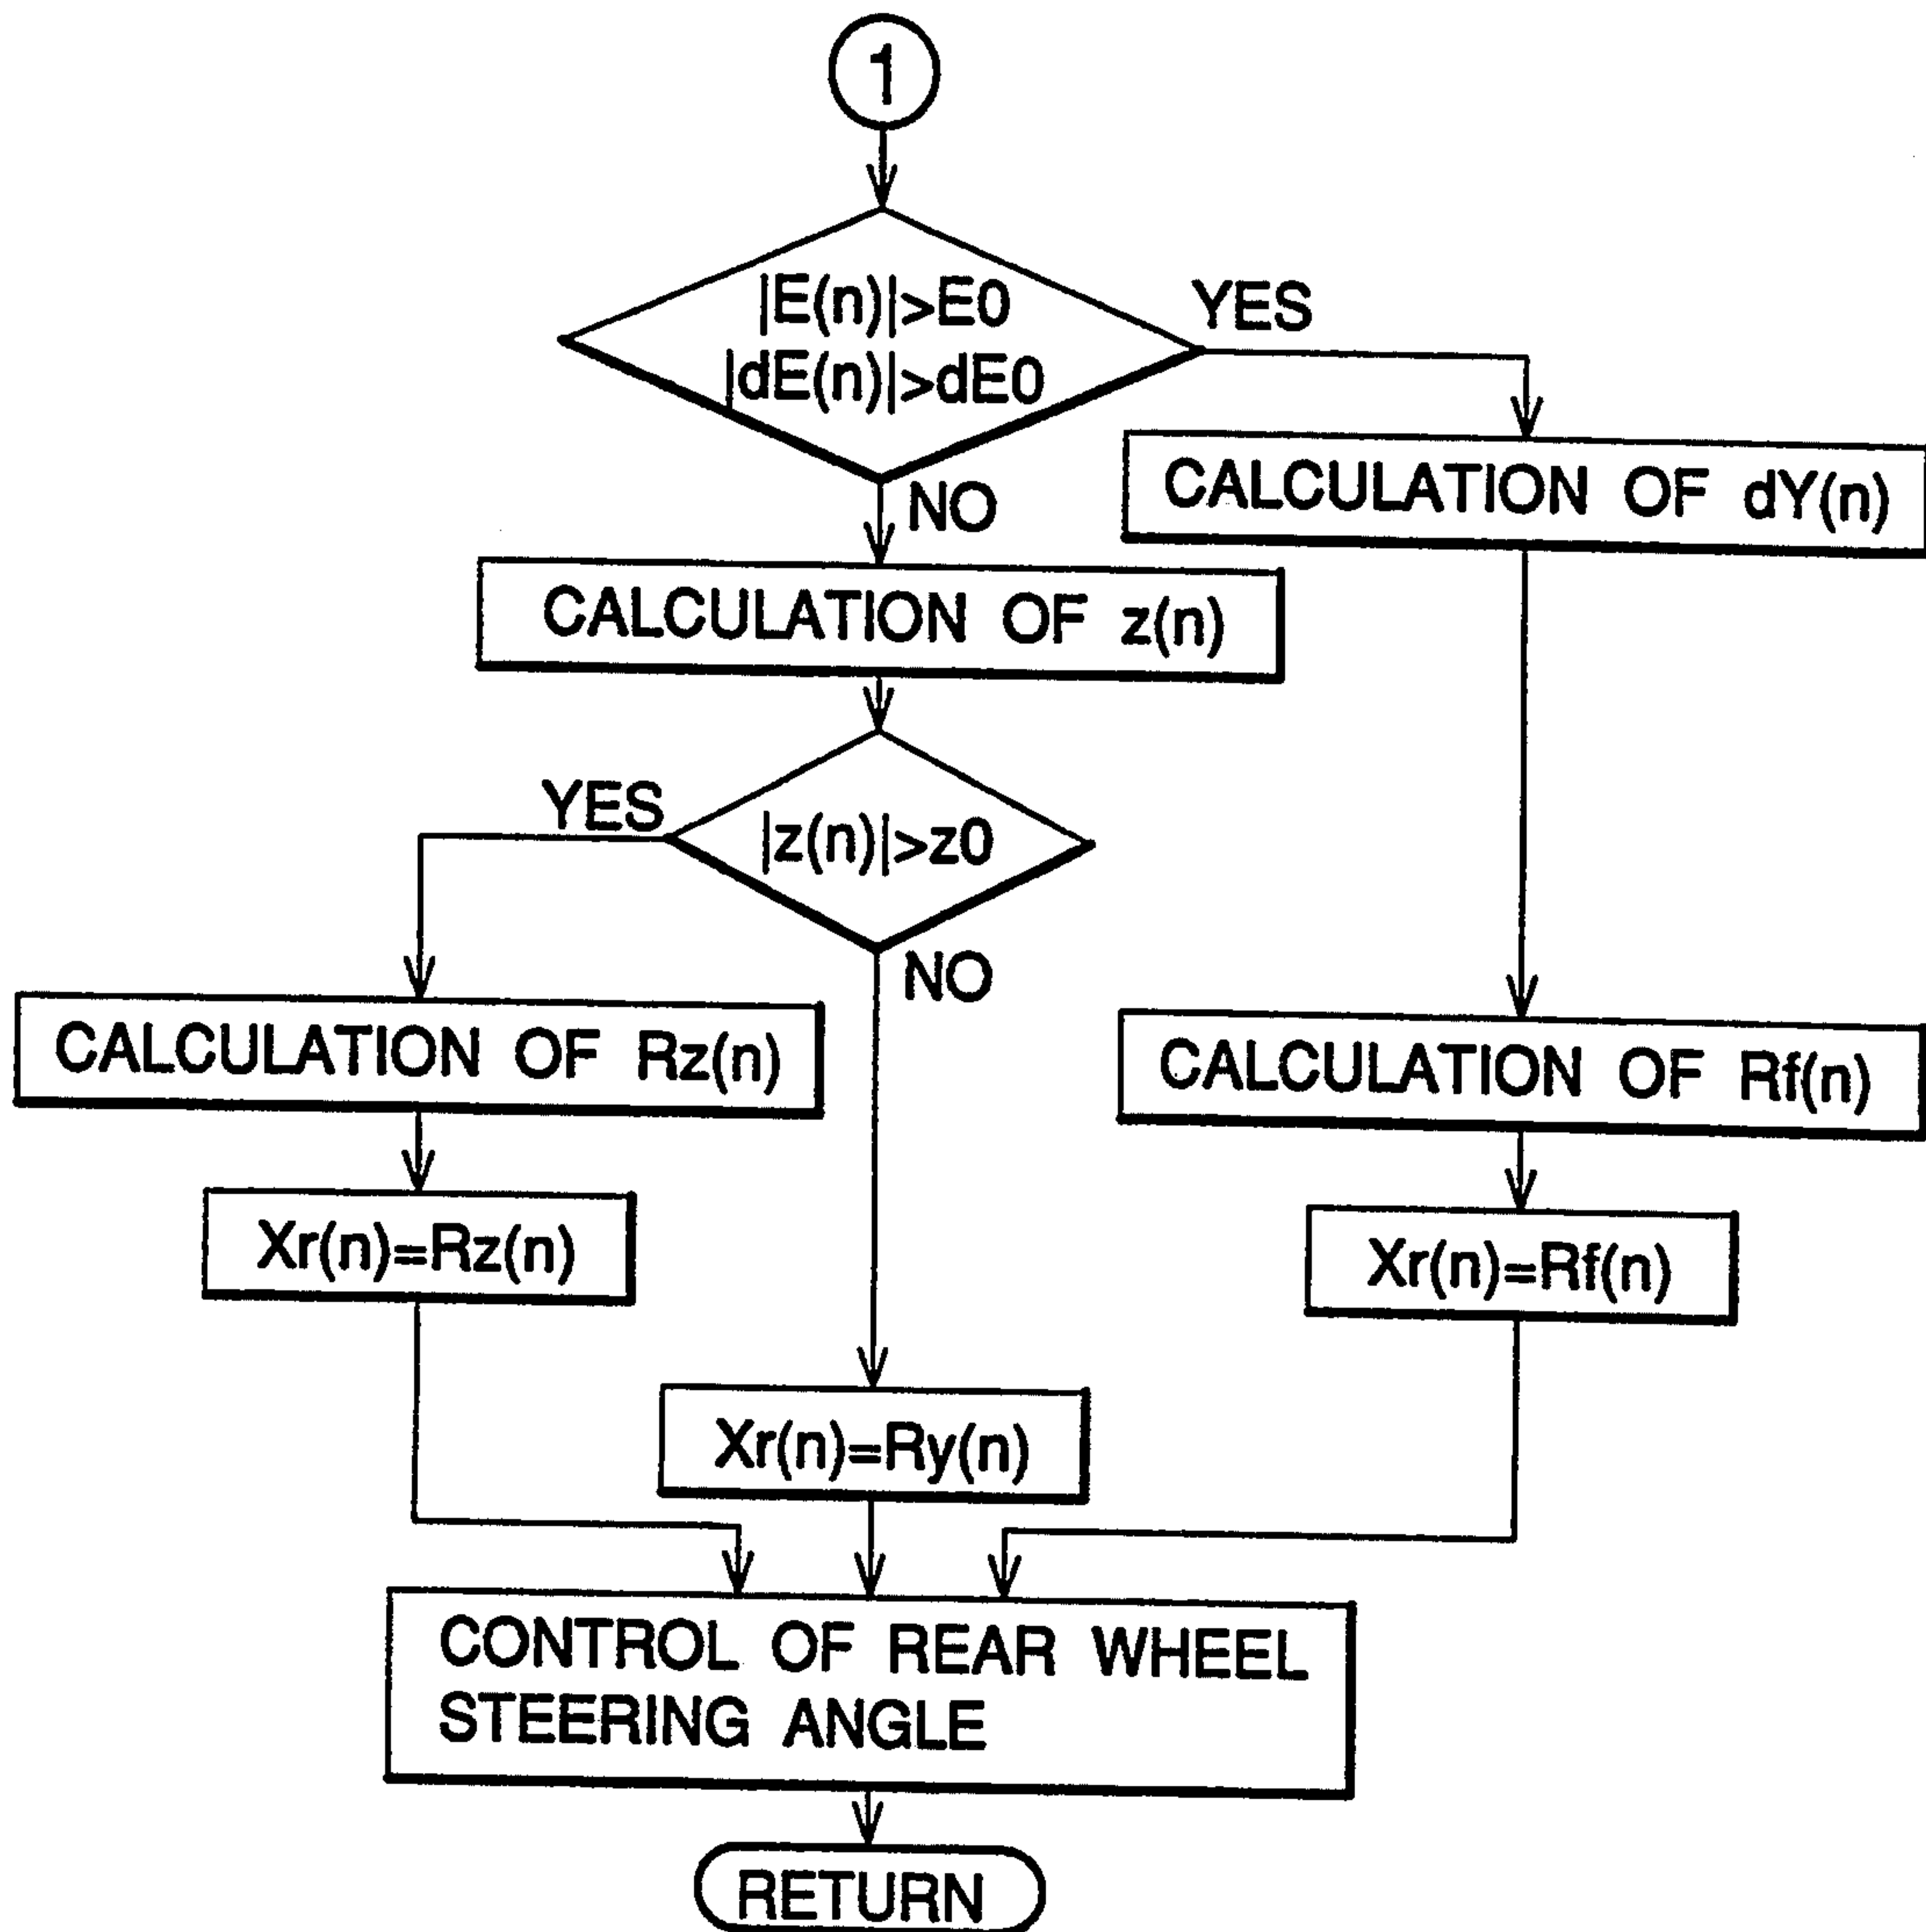 1
|E(n)|>E0
|dE(n)|>dE0
YES
CALCULATION OF dY(n)
NO
CALCULATION OF z(n)
YES
|z(n)|>z0
NO
CALCULATION OF Rz(n)
CALCULATION OF Rf(n)
Xr(n)=Rz(n)
Xr(n)=Rf(n)
Xr(n)=Ry(n)
CONTROL OF REAR WHEEL
STEERING ANGLE
RETURN